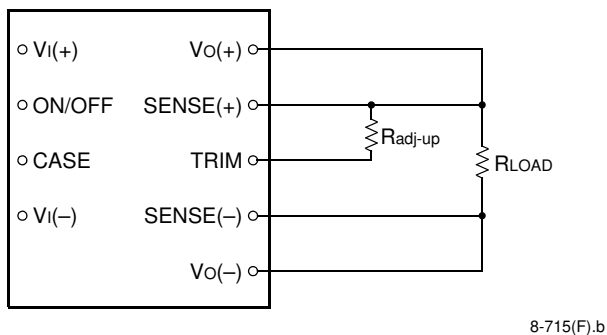 VI(+) VO(+)
ON/OFF SENSE(+)
Radj-up
CASE TRIM
RLOAD
VI(–) SENSE(–)
VO(–)
8-715(F).b